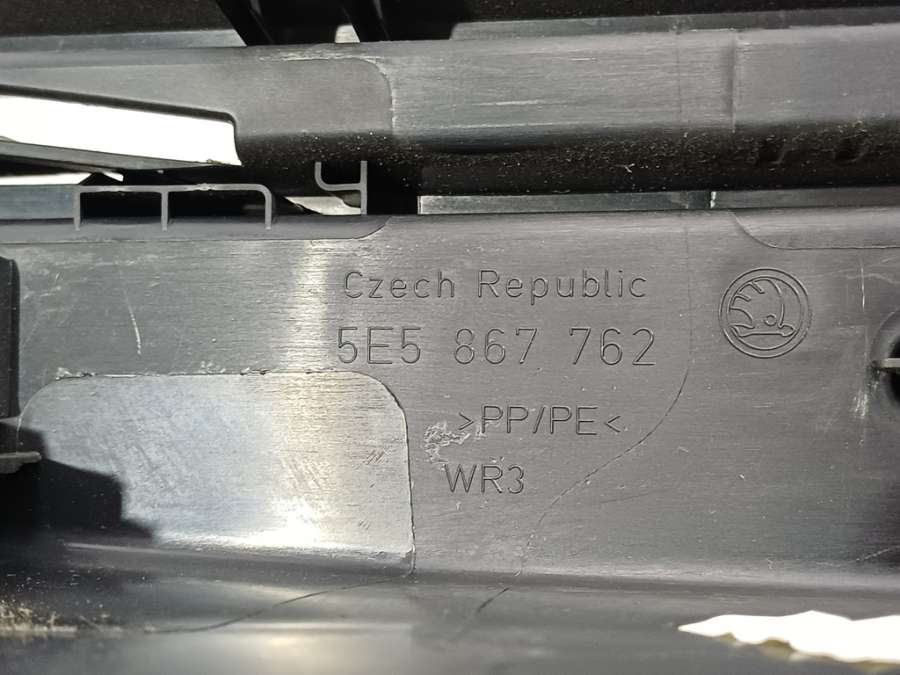 Czech Republic
5E5 867 762
>PP/PE<
WR3